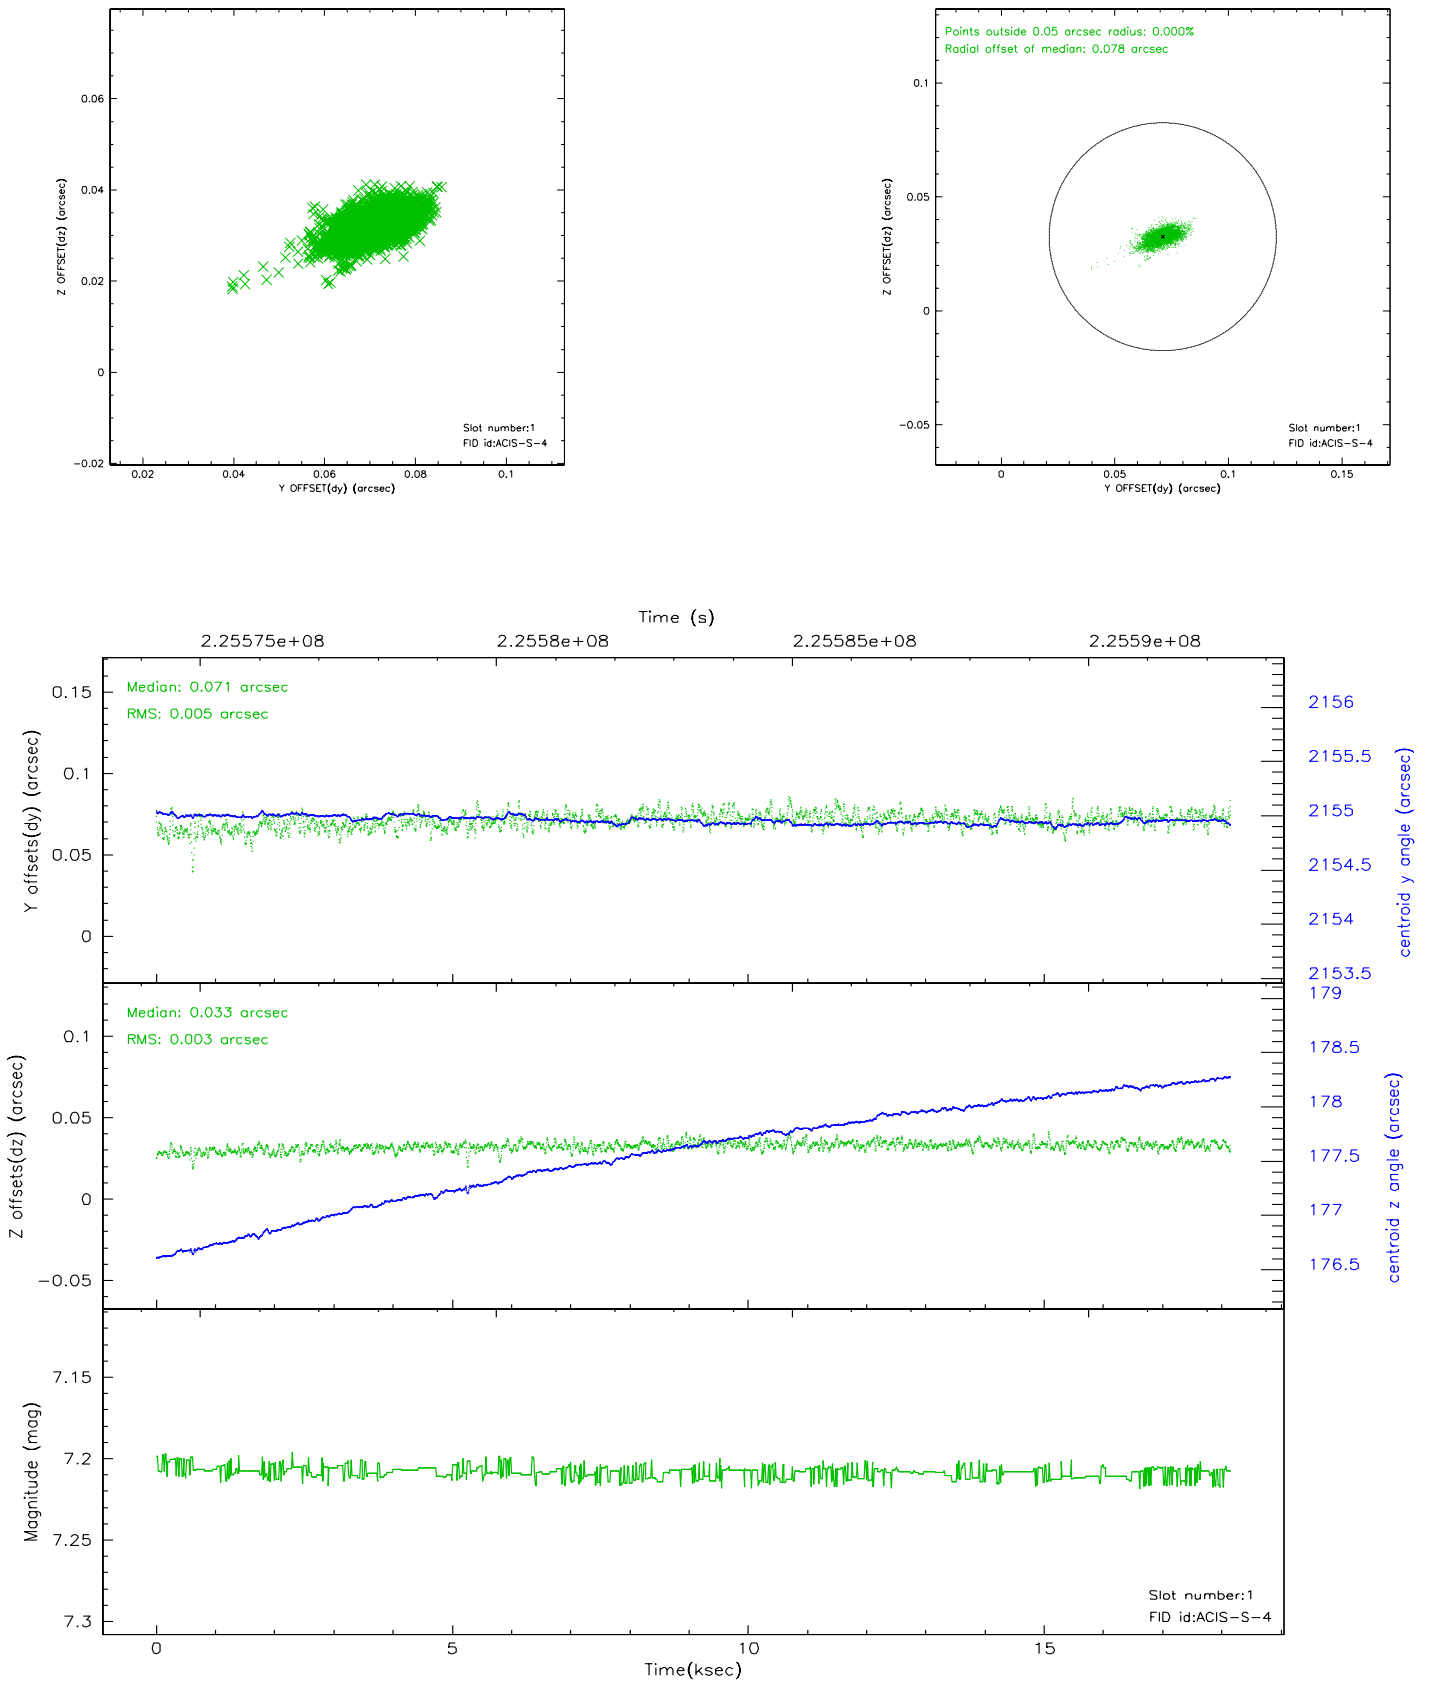 0.06
0.04
0.02
0
−0.02
0.02
0.04
0.06
0.08
0.1
Z OFFSET(dz) (arcsec)
Y OFFSET(dy) (arcsec)
Slot number:1
FID id:ACIS−S−4
Points outside 0.05 arcsec radius: 0.000%
Radial offset of median: 0.078 arcsec
0.1
0.05
0
−0.05
0
0.05
0.1
0.15
Z OFFSET(dz) (arcsec)
Y OFFSET(dy) (arcsec)
Slot number:1
FID id:ACIS−S−4
Time (s)
2.25575e+08
2.2558e+08
2.25585e+08
2.2559e+08
Median: 0.071 arcsec
RMS: 0.005 arcsec
0.15
0.1
0.05
0
Y offsets(dy) (arcsec)
2156
2155.5
2155
2154.5
2154
2153.5
centroid y angle (arcsec)
Median: 0.033 arcsec
RMS: 0.003 arcsec
0.1
0.05
0
−0.05
Z offsets(dz) (arcsec)
179
178.5
178
177.5
177
176.5
centroid z angle (arcsec)
7.15
7.2
7.25
7.3
Magnitude (mag)
Slot number:1
FID id:ACIS−S−4
0
5
10
15
Time(ksec)